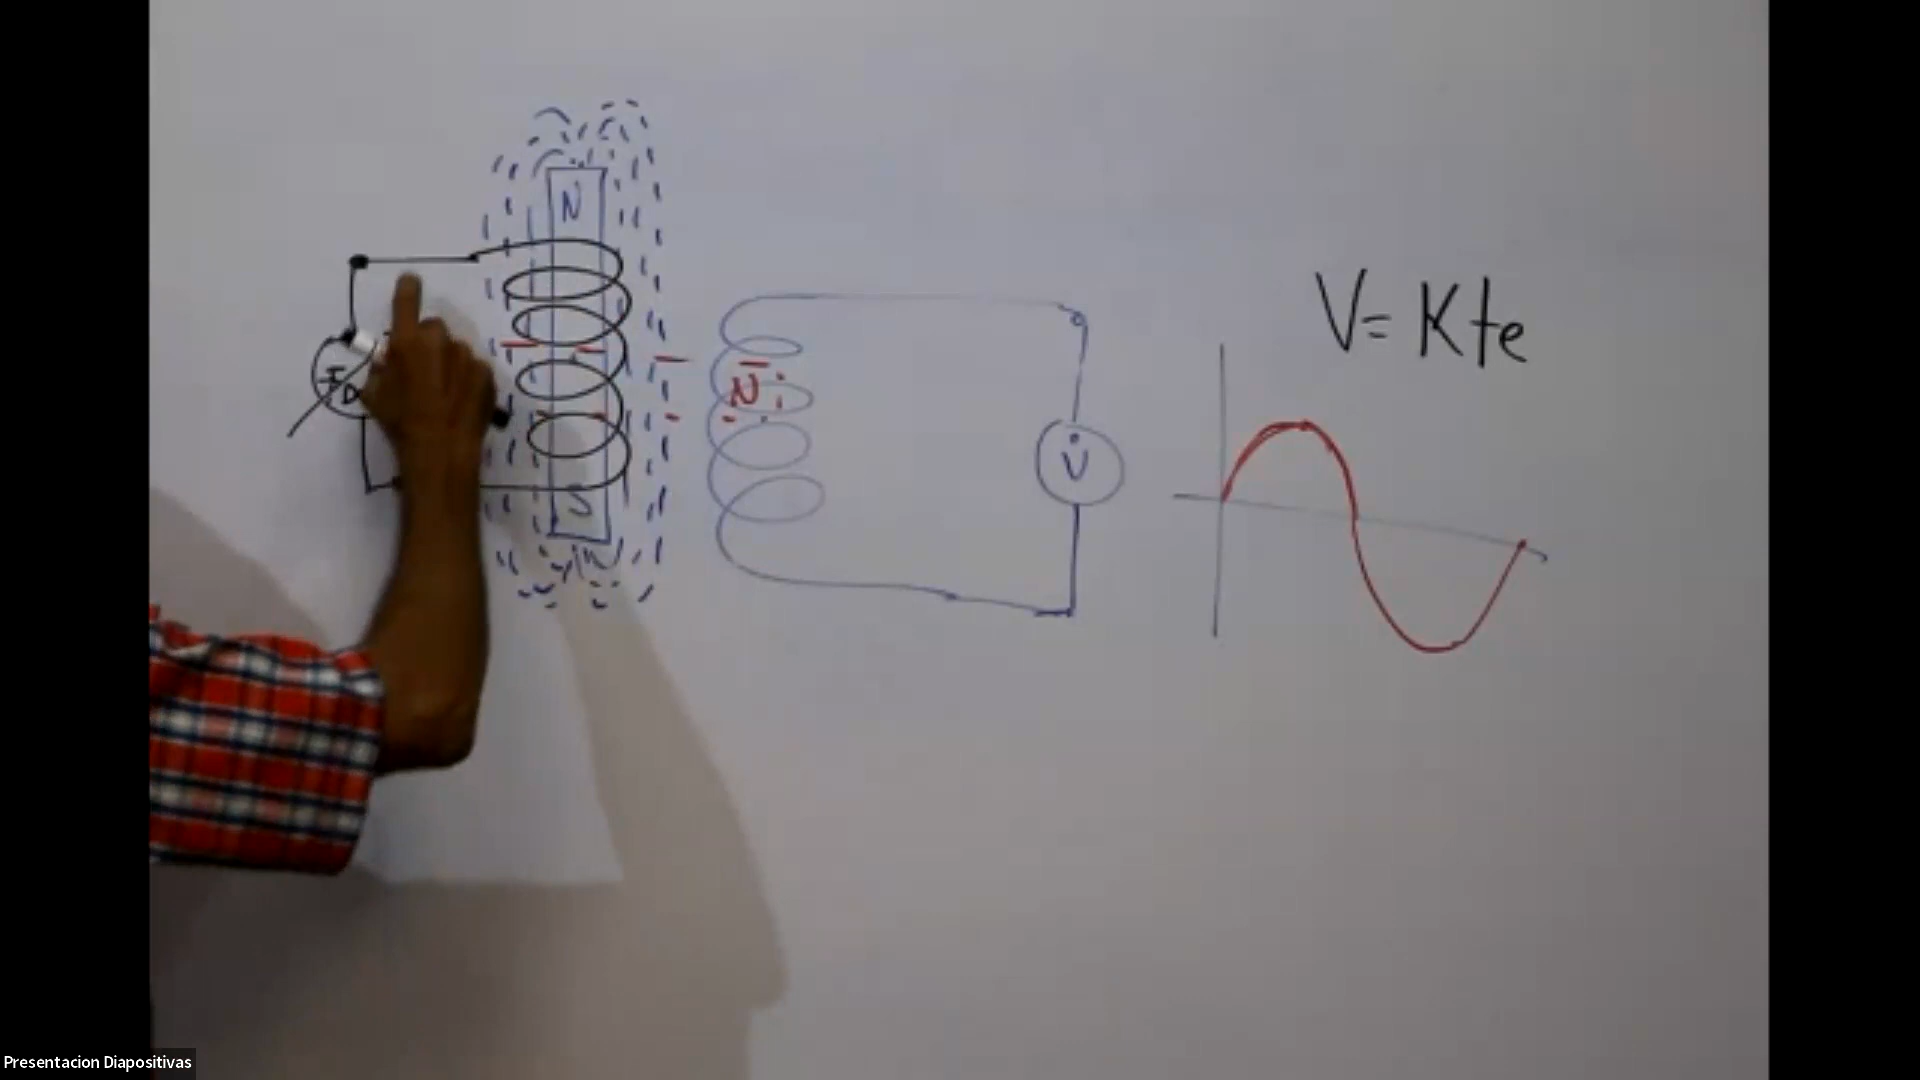 N
V= Kte
N
V
S
Presentacion Diapositivas